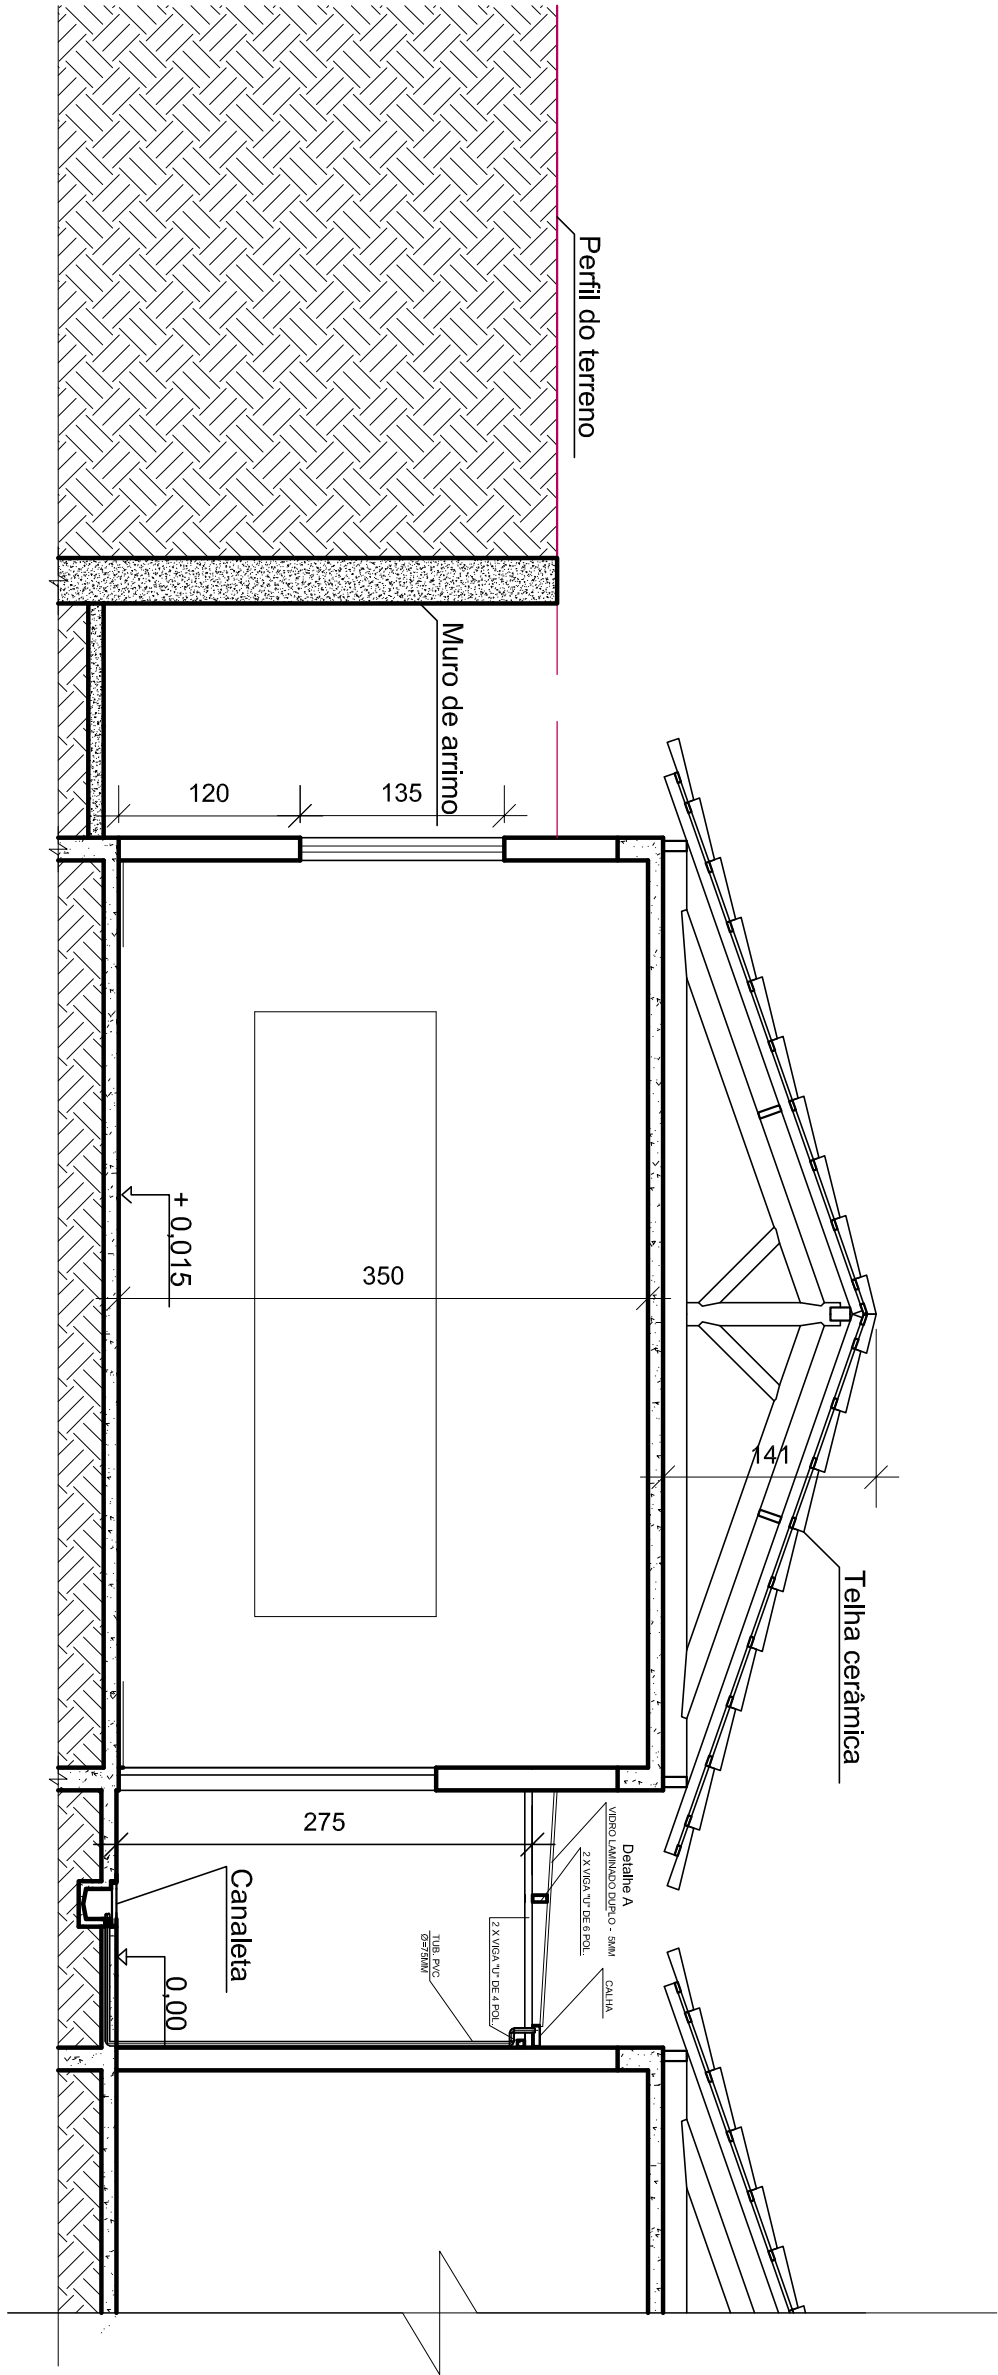 Perfil do terreno
Muro de arrimo
120
135
+ 0,015
350
141
Telha cerâmica
275
Detalhe A
VIDRO LAMINADO DUPLO - 5MM
2 X VIGA "U" DE 6 POL.
CALHA
2 X VIGA "U" DE 4 POL.
TUB. PVC
Ø=75MM
Canaleta
0,00